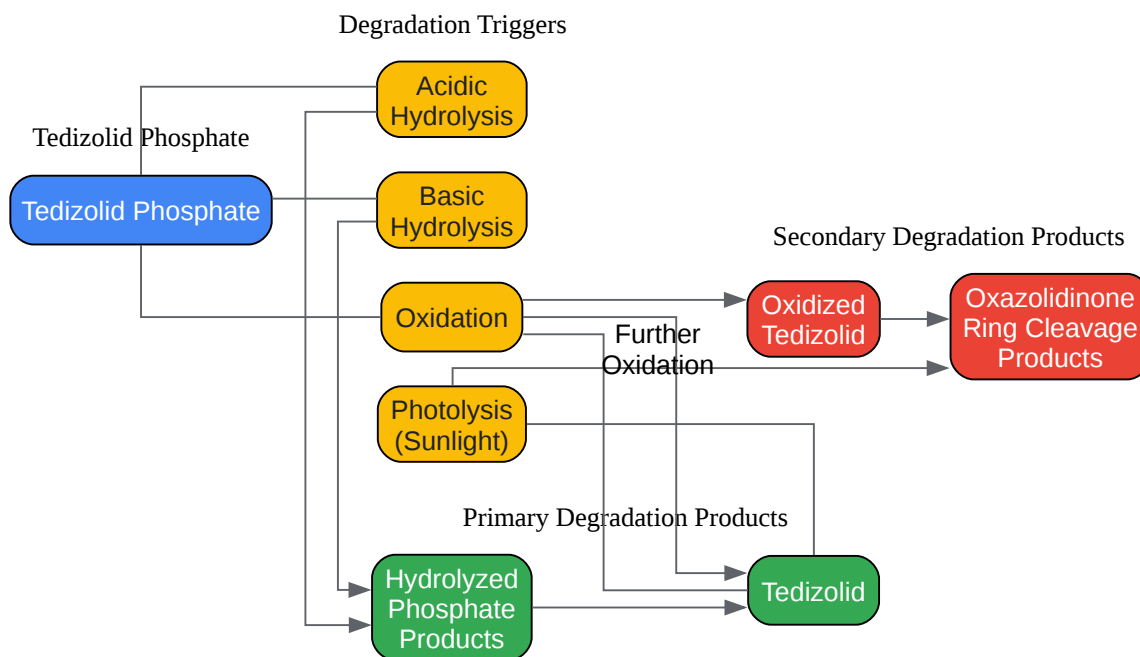 Degradation Triggers
Acidic
Hydrolysis
Tedizolid Phosphate
Tedizolid Phosphate
Basic
Hydrolysis
Secondary Degradation Products
Oxidation
Oxidized
Tedizolid
Oxazolidinone
Ring Cleavage
Products
Further
Oxidation
Photolysis
(Sunlight)
Primary Degradation Products
Hydrolyzed
Phosphate
Products
Tedizolid